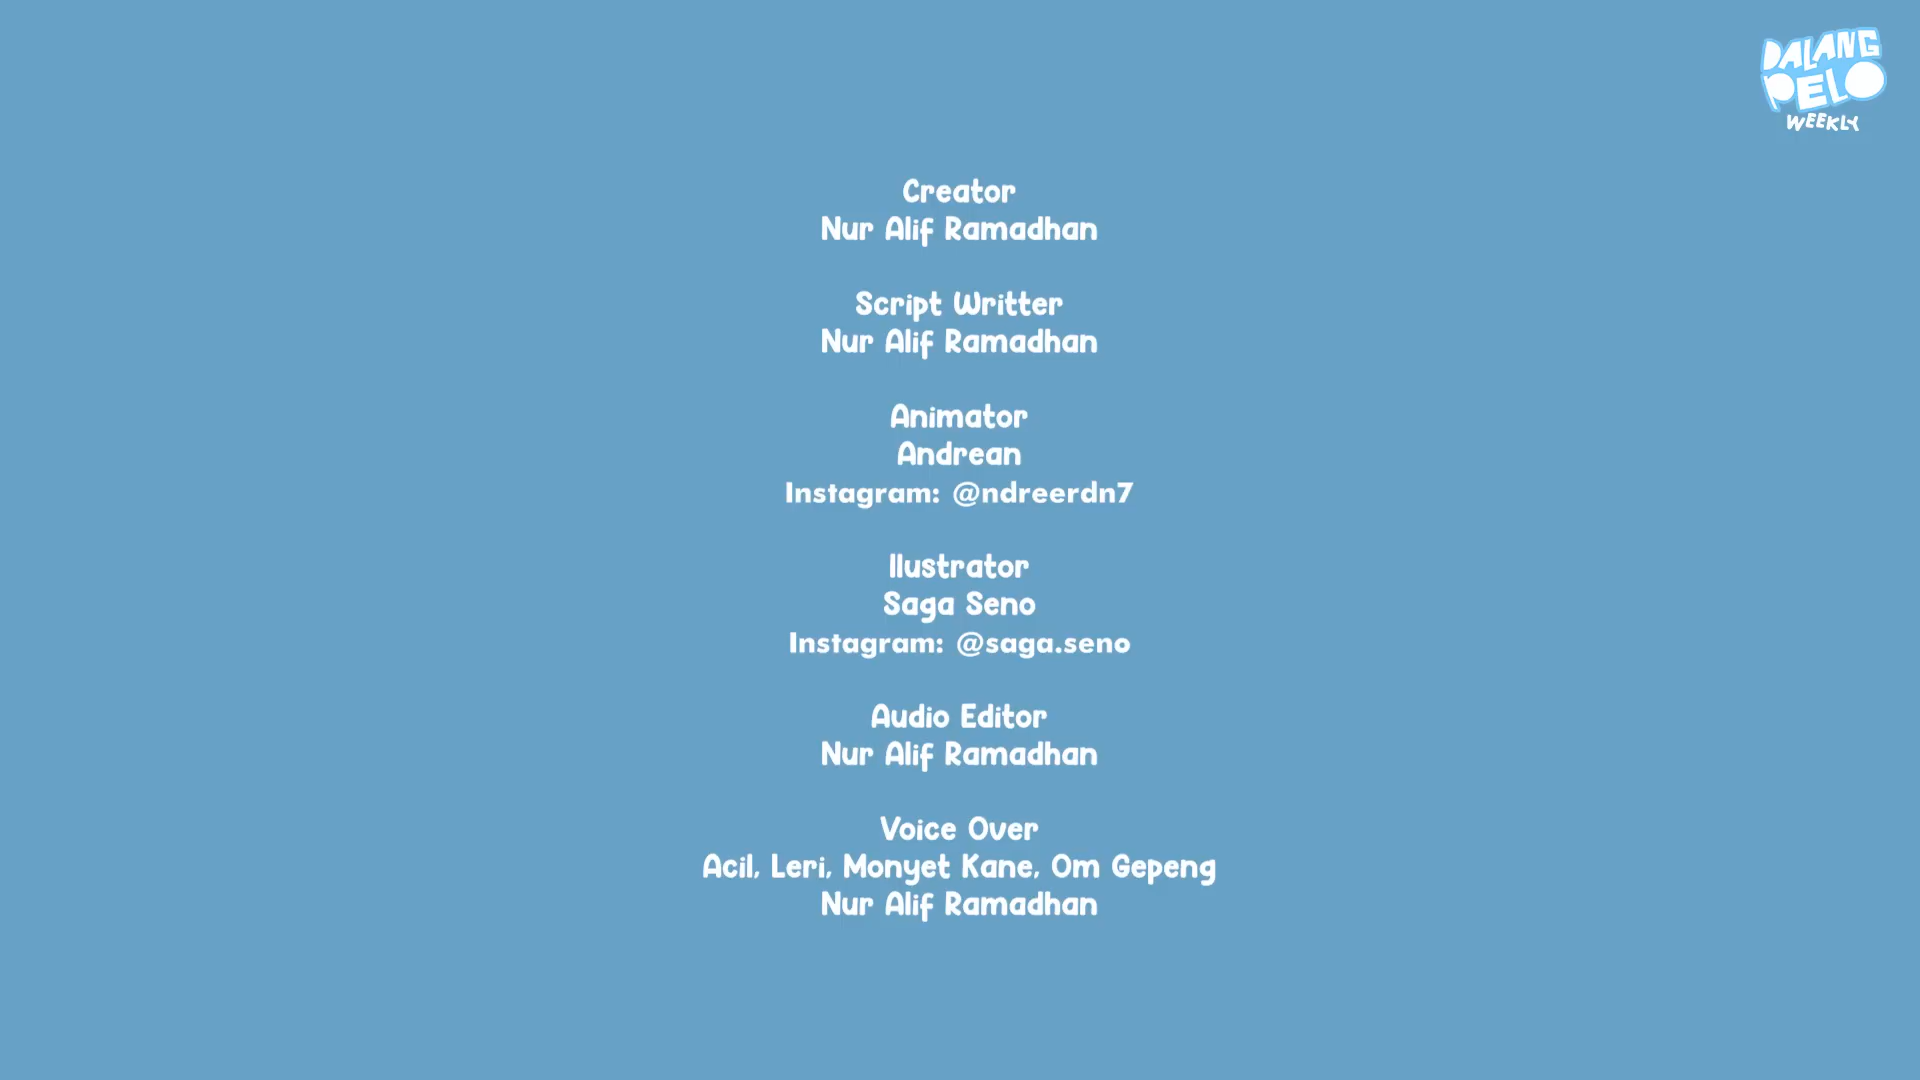 DALANG
PELO
WEEKLY
Creator
Nur Alif Ramadhan
Script Writter
Nur Alif Ramadhan
Animator
Andrean
Instagram: @ndreerdn7
Ilustrator
Saga Seno
Instagram: @saga.seno
Audio Editor
Nur Alif Ramadhan
Voice Over
Acil, Leri, Monyet Kane, Om Gepeng
Nur Alif Ramadhan